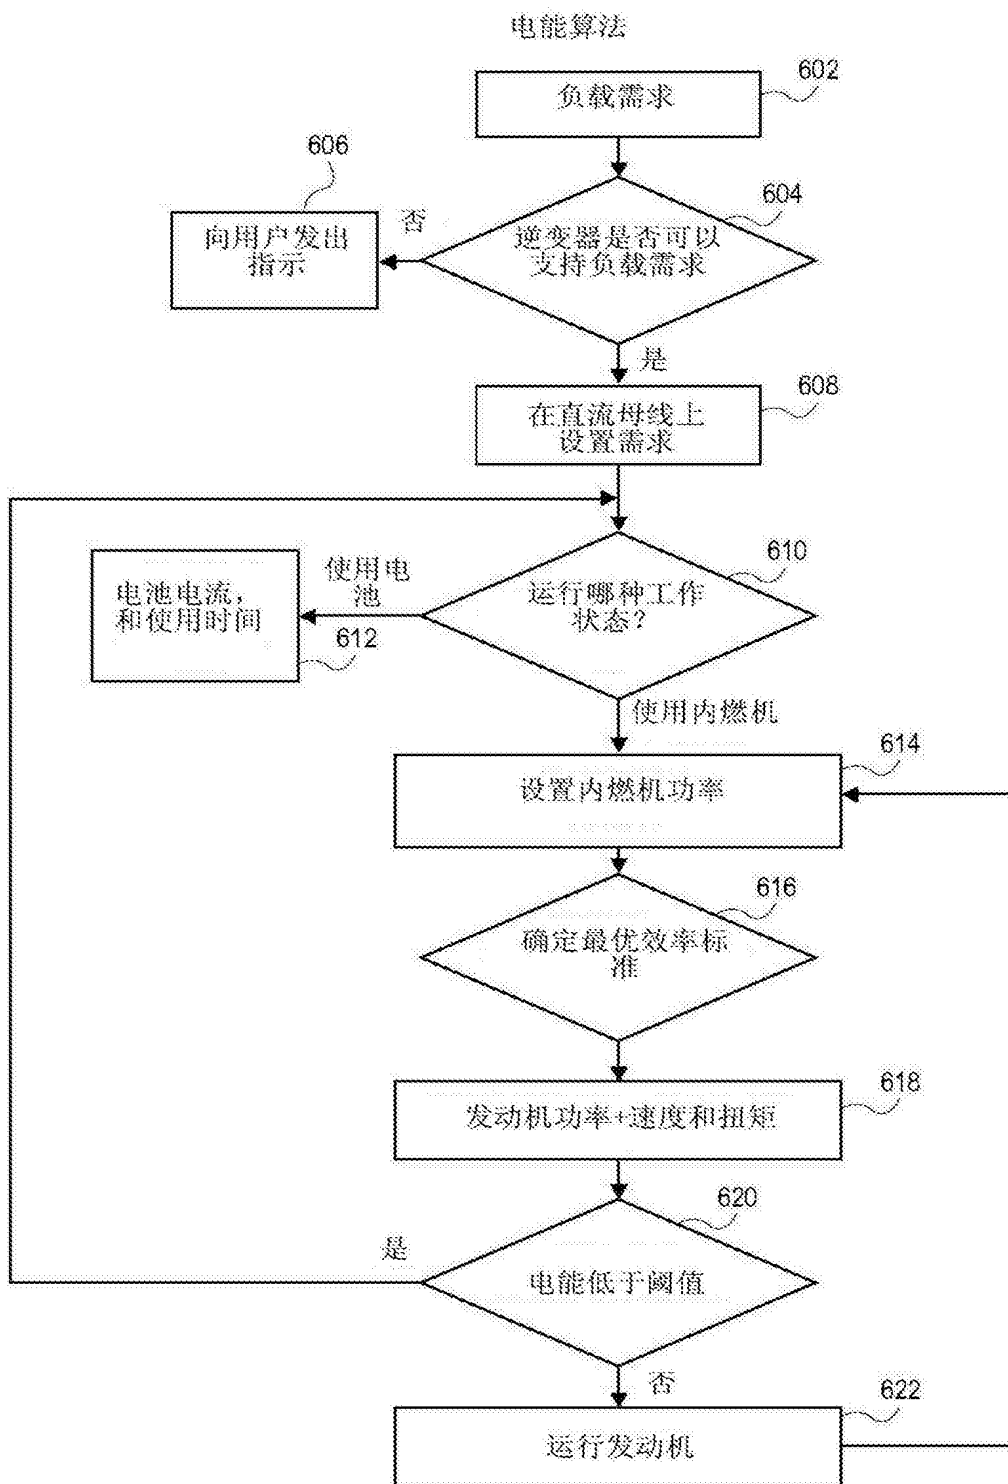 电能算法
602
负载需求
606
604
否
向用户发出
指示
逆变器是否可以
支持负载需求
是
608
在直流母线上
设置需求
610
使用电
池
电池电流，
和使用时间
运行哪种工作
状态？
612
使用内燃机
614
设置内燃机功率
616
确定最优效率标
准
618
发动机功率+速度和扭矩
620
是
电能低于阈值
否
622
运行发动机